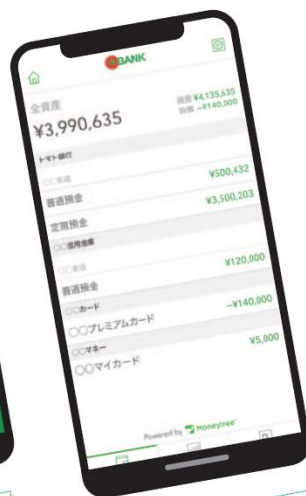 BANK
全資産
資産 ¥4,135,635
負債 -¥140,000
¥3,990,635
トマト銀行
〇〇支店
普通預金 ¥500,432
定期預金 ¥3,500,203
〇〇信用金庫
〇〇支店
普通預金 ¥120,000
〇〇カード
〇〇プレミアムカード -¥140,000
〇〇マネー
〇〇マイカード ¥5,000
Powered by Moneytree